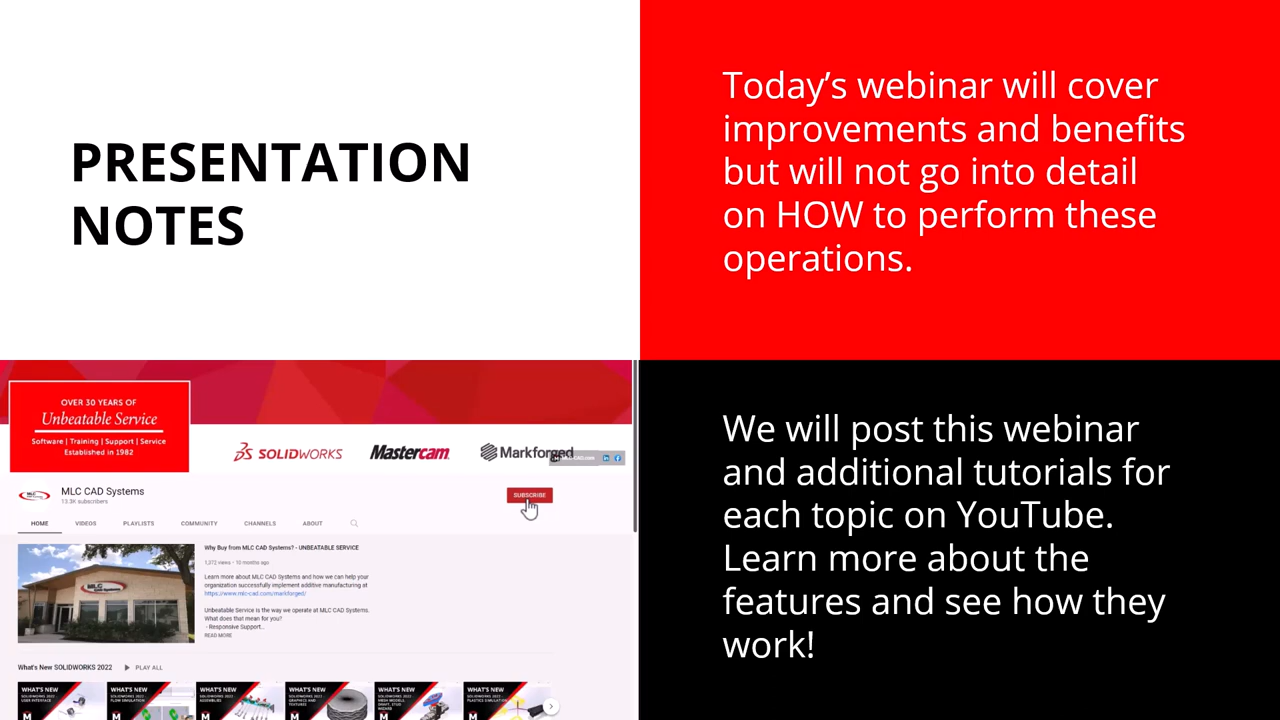 PRESENTATION
NOTES
Today's webinar will cover
improvements and benefits
but will not go into detail
on HOW to perform these
operations.
OVER 30 YEARS OF
Unbeatable Service
Software | Training | Support | Service
Established in 1982
SOLIDWORKS
Mastercam
Markforged
MLC CAD Systems
13.3K subscribers
SUBSCRIBE
HOME VIDEOS PLAYLISTS COMMUNITY CHANNELS ABOUT
Why Buy from MLC CAD Systems? - UNBEATABLE SERVICE
1,272 views • 10 months ago
Learn more about MLC CAD Systems and how we can help your
organization successfully implement additive manufacturing at
https://www.mlc-cad.com/markforged/
Unbeatable Service is the way we operate at MLC CAD Systems.
What does that mean for you?
- Responsive Support...
READ MORE
What's New SOLIDWORKS 2022 PLAY ALL
WHAT'S NEW
SOLIDWORKS 2022 -
USER INTERFACE
WHAT'S NEW
SOLIDWORKS 2022 -
FLOW SIMULATION
WHAT'S NEW
SOLIDWORKS 2022 -
ASSEMBLIES
WHAT'S NEW
SOLIDWORKS 2022 -
GRAPHICS AND
FEATURES
WHAT'S NEW
SOLIDWORKS 2022 -
WHAT'S NEW
SOLIDWORKS 2022 -
PLASTICS SIMULATION
We will post this webinar
and additional tutorials for
each topic on YouTube.
Learn more about the
features and see how they
work!